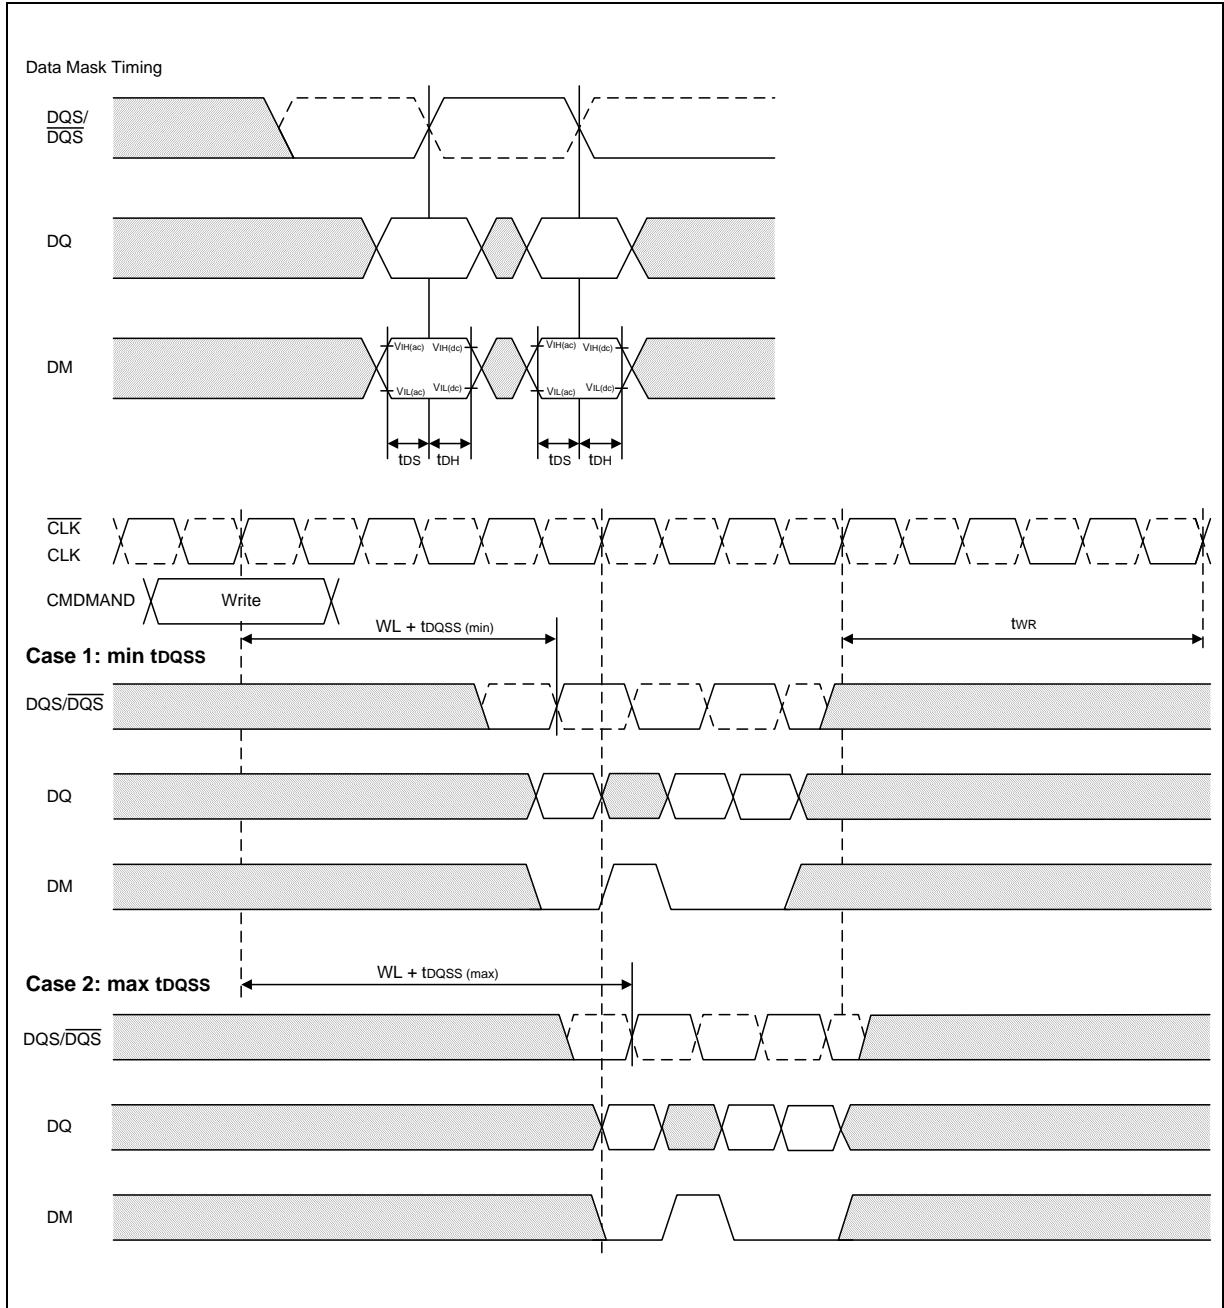 Data Mask Timing
DQS/
DQS
DQ
DM
VIH(ac) VIH(dc) VIH(ac) VIH(dc)
VIL(ac) VIL(dc) VIL(ac) VIL(dc)
tDS tDH tDS tDH
CLK
CLK
CMDMAND Write
WL + tDQSS (min) tWR
Case 1: min tDQSS
DQS/DQS
DQ
DM
Case 2: max tDQSS WL + tDQSS (max)
DQS/DQS
DQ
DM